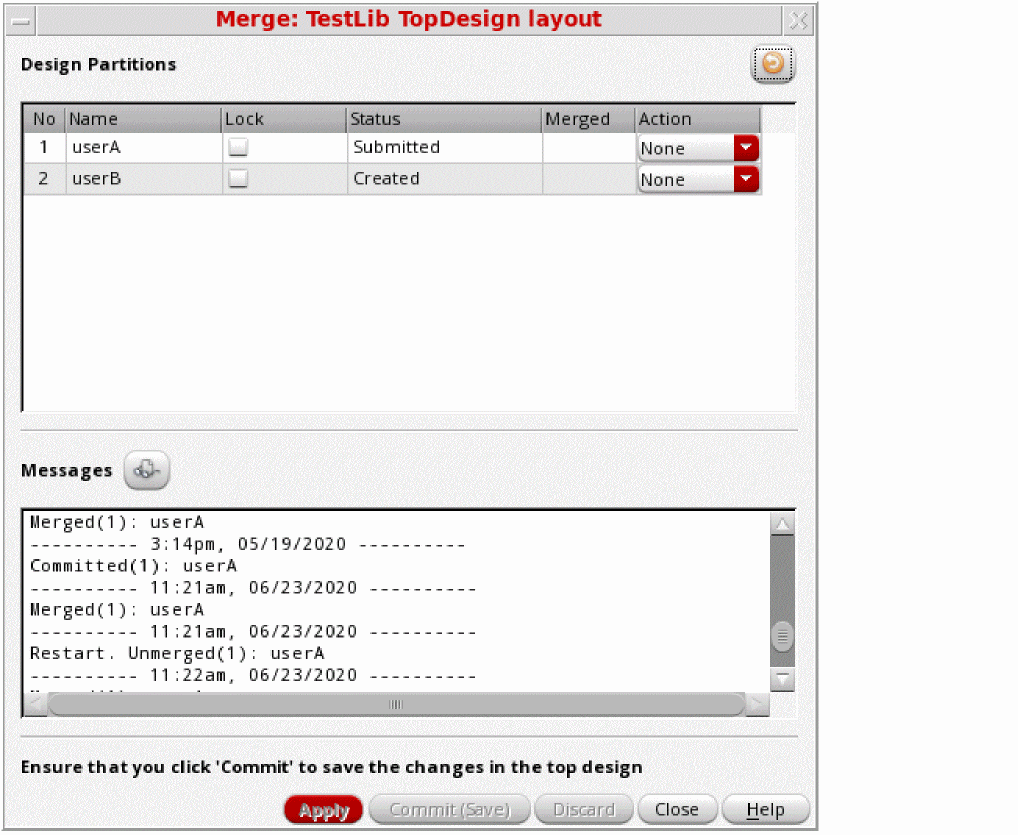 Merge: TestLib TopDesign layout
Design Partitions
No Name Lock Status Merged Action
1 userA Submitted None
2 userB Created None
Messages
Merged(1): userA
---------- 3:14pm, 05/19/2020 ----------
Committed(1): userA
---------- 11:21am, 06/23/2020 ----------
Merged(1): userA
---------- 11:21am, 06/23/2020 ----------
Restart. Unmerged(1): userA
---------- 11:22am, 06/23/2020 ----------
Ensure that you click 'Commit' to save the changes in the top design
Apply Commit (Save) Discard Close Help